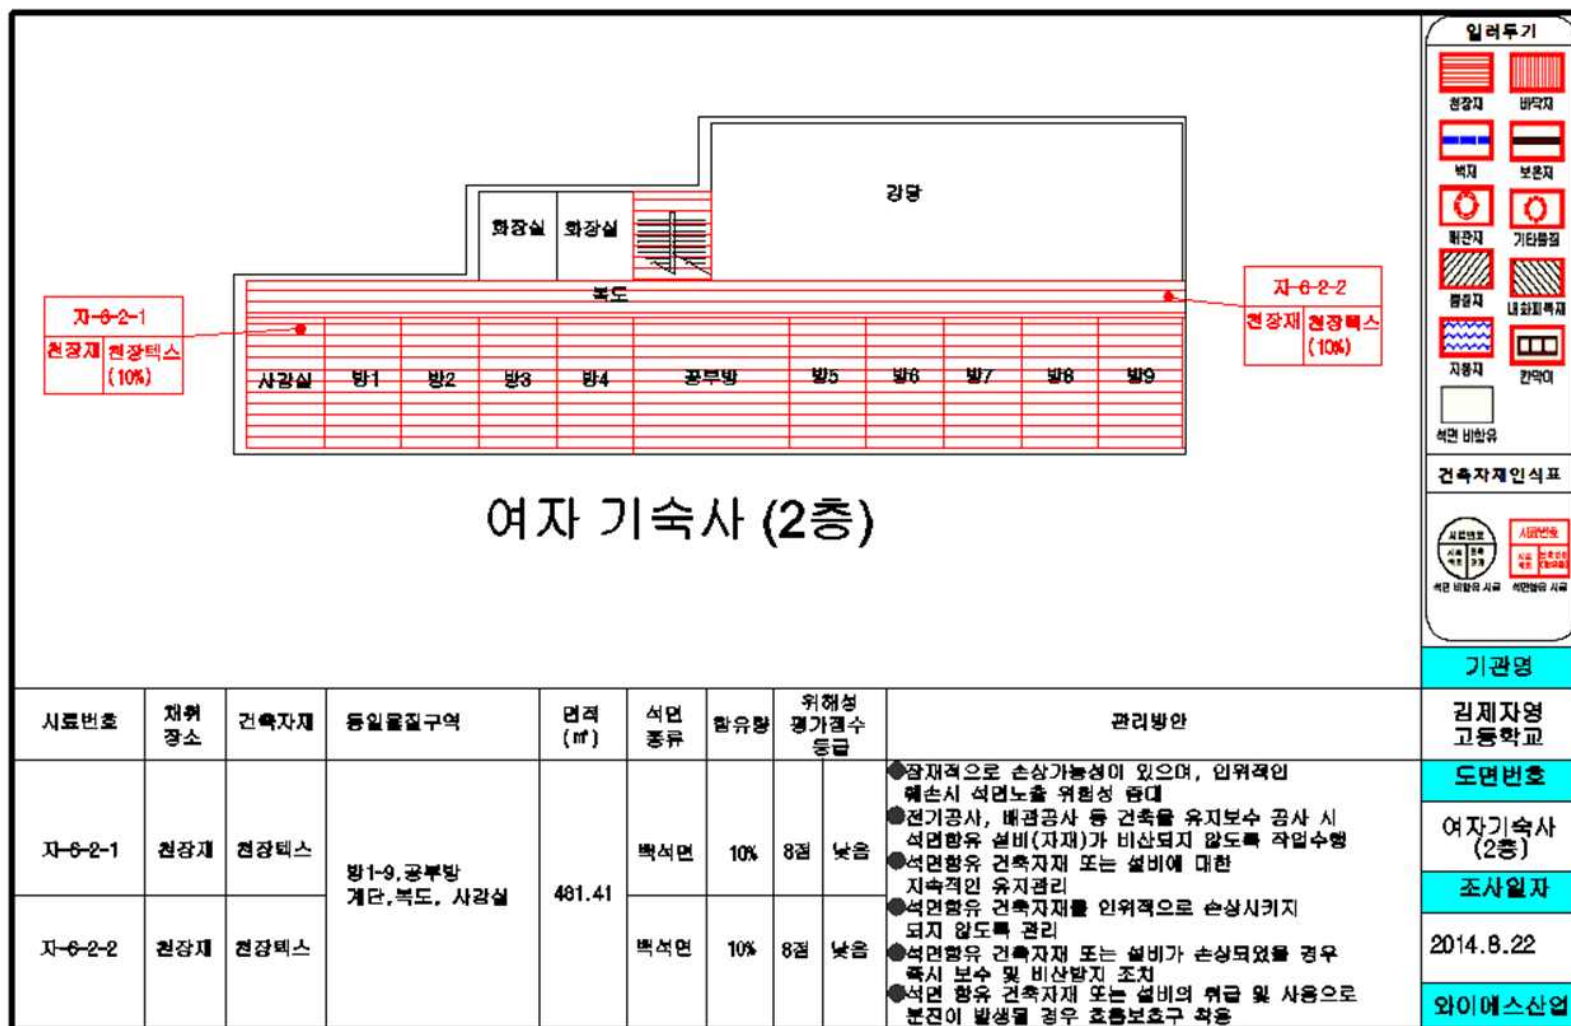 강당
화장실 화장실
복도
자-6-2-1
천장재 천장텍스
(10%)
자-6-2-2
천장재 천장텍스
(10%)
사감실 방1 방2 방3 방4 공부방 방5 방6 방7 방8 방9
여자 기숙사 (2층)
일러두기
천장재 바닥재
벽재 보온재
배관재 기타물질
내화피복재
지붕재 칸막이
석면 비함유
건축자재인식표
시료번호 시료번호
석면 비함유 시료 석면함유 시료
기관명
김제자영
고등학교
도면번호
여자기숙사
(2층)
조사일자
2014.8.22
와이에스산업
시료번호 채취 장소 건축자재 동일물질구역 면적 (㎡) 석면 종류 함유량 위해성 평가점수 등급 관리방안
자-6-2-1 천장재 천장텍스 백석면 10% 8점 낮음
방1-9,공부방
계단,복도, 사감실
481.41
자-6-2-2 천장재 천장텍스 백석면 10% 8점 낮음
●잠재적으로 손상가능성이 있으며, 인위적인
훼손시 석면노출 위험성 증대
●전기공사, 배관공사 등 건축물 유지보수 공사 시
석면함유 설비(자재)가 비산되지 않도록 작업수행
●석면함유 건축자재 또는 설비에 대한
지속적인 유지관리
●석면함유 건축자재를 인위적으로 손상시키지
되지 않도록 관리
●석면함유 건축자재 또는 설비가 손상되었을 경우
즉시 보수 및 비산방지 조치
●석면 함유 건축자재 또는 설비의 취급 및 사용으로
분진이 발생될 경우 호흡보호구 착용